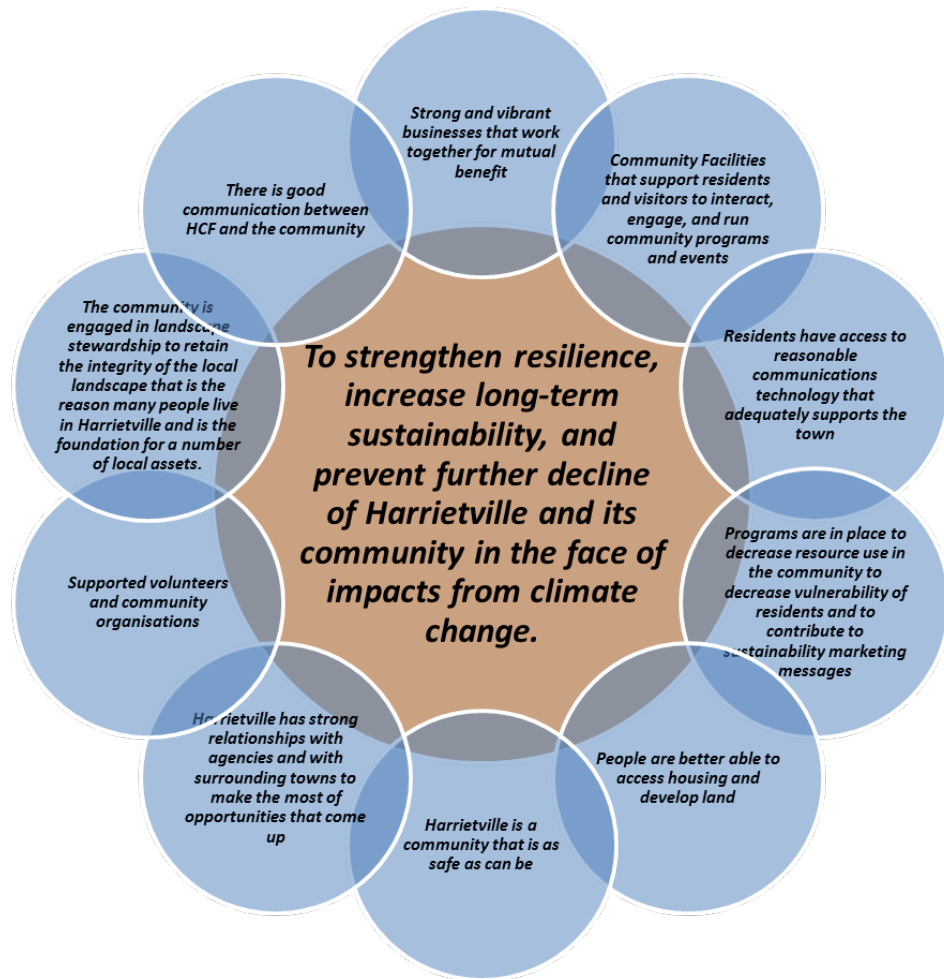 Strong and vibrant
businesses that work
together for mutual
benefit
Community Facilities
that support residents
and visitors to interact,
engage, and run
community programs
and events
Residents have access to
reasonable
communications
technology that
adequately supports the
town
Programs are in place to
decrease resource use in
the community to
decrease vulnerability of
residents and to
contribute to
sustainability marketing
messages
People are better able to
access housing and
develop land
Harrietville is a
community that is as
safe as can be
Harrietville has strong
relationships with
agencies and with
surrounding towns to
make the most of
opportunities that come
up
Supported volunteers
and community
organisations
The community is
engaged in landscape
stewardship to retain
the integrity of the local
landscape that is the
reason many people live
in Harrietville and is the
foundation for a number
of local assets.
There is good
communication between
HCF and the community
To strengthen resilience,
increase long-term
sustainability, and
prevent further decline
of Harrietville and its
community in the face of
impacts from climate
change.